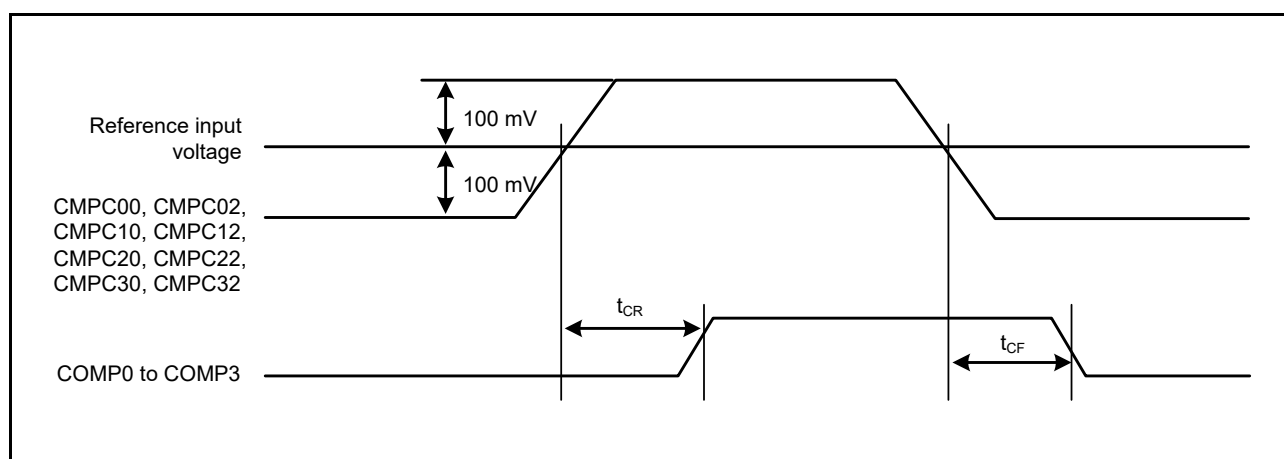 100 mV
Reference input
voltage
100 mV
CMPC00, CMPC02,
CMPC10, CMPC12,
CMPC20, CMPC22,
CMPC30, CMPC32
tCR
tCF
COMP0 to COMP3